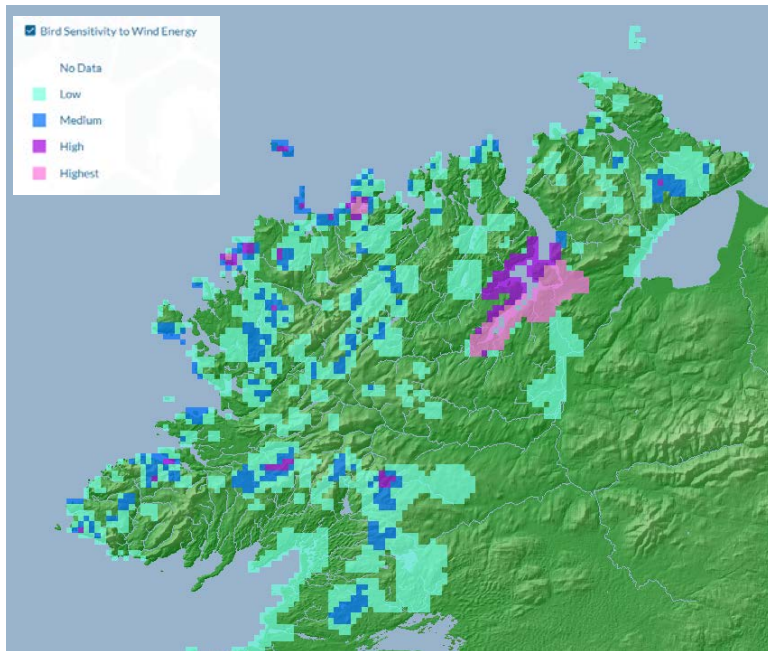 Bird Sensitivity to Wind Energy
No Data
Low
Medium
High
Highest